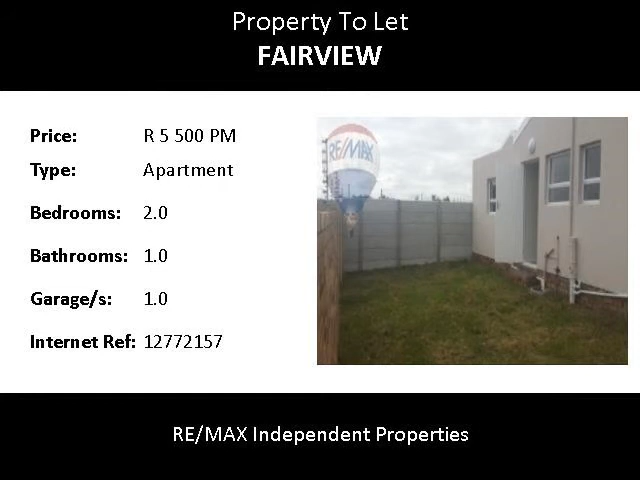 Property To Let
FAIRVIEW
Price: R 5 500 PM
Type: Apartment
Bedrooms: 2.0
Bathrooms: 1.0
Garage/s: 1.0
Internet Ref: 12772157
RE/MAX
RE/MAX Independent Properties